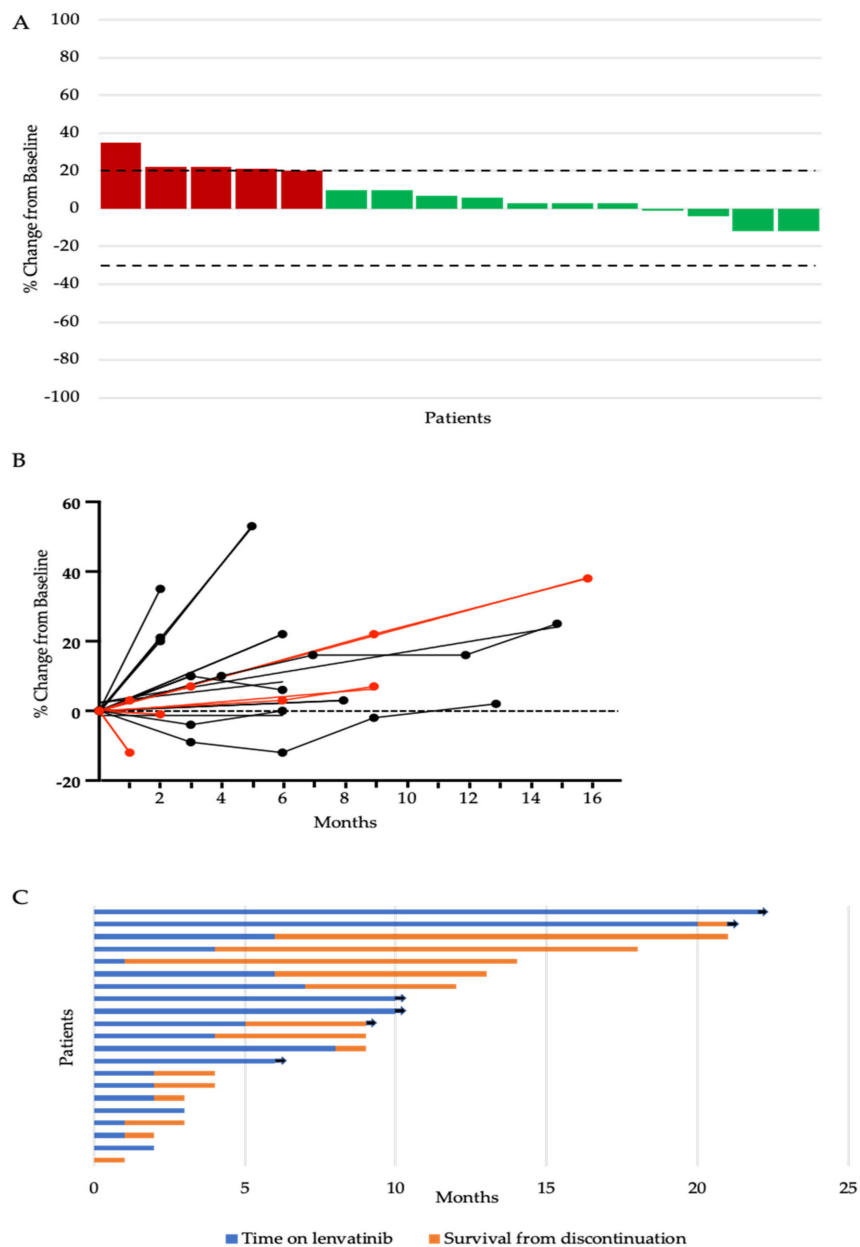 A
100
80
60
40
20
0
-20
-40
-60
-80
-100
% Change from Baseline
Patients
B
60
40
20
0
-20
% Change from Baseline
2 4 6 8 10 12 14 16
Months
C
Patients
0 5 10 15 20 25
Months
Time on lenvatinib Survival from discontinuation